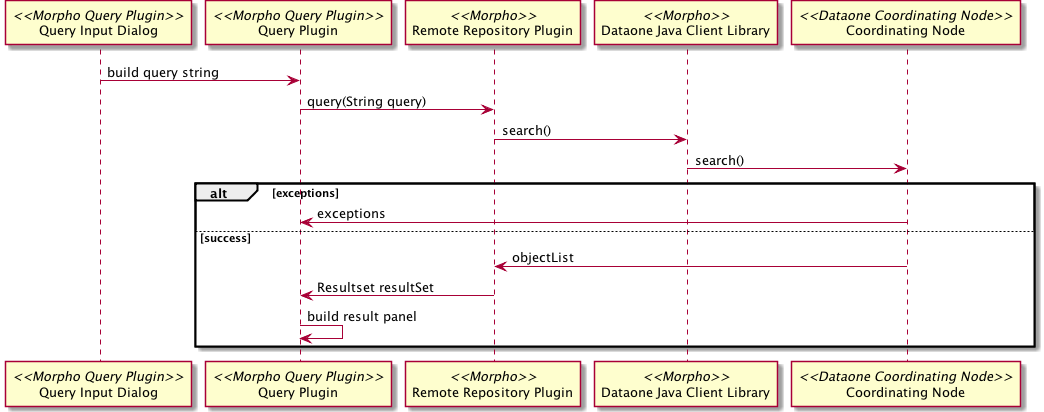 <<Morpho Query Plugin>>
Query Input Dialog
<<Morpho Query Plugin>>
Query Plugin
<<Morpho>>
Remote Repository Plugin
<<Morpho>>
Dataone Java Client Library
<<Dataone Coordinating Node>>
Coordinating Node
build query string
query(String query)
search()
search()
alt [exceptions]
exceptions
[success]
objectList
Resultset resultSet
build result panel
<<Morpho Query Plugin>>
Query Input Dialog
<<Morpho Query Plugin>>
Query Plugin
<<Morpho>>
Remote Repository Plugin
<<Morpho>>
Dataone Java Client Library
<<Dataone Coordinating Node>>
Coordinating Node